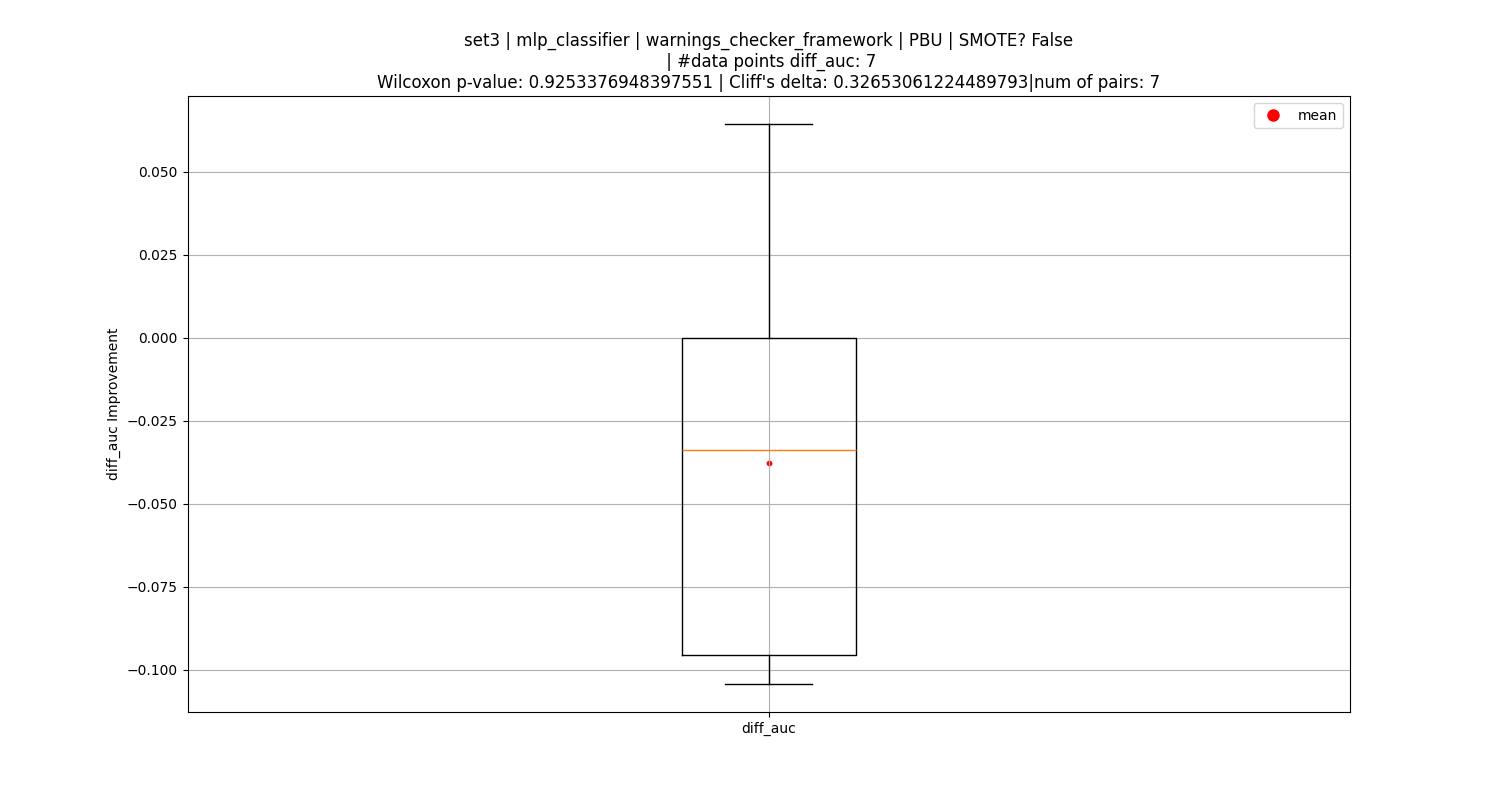 set3 | mlp_classifier | warnings_checker_framework | PBU | SMOTE? False
| #data points diff_auc: 7
Wilcoxon p-value: 0.9253376948397551 | Cliff's delta: 0.32653061224489793|num of pairs: 7
mean
0.050
0.025
0.000
−0.025
−0.050
−0.075
−0.100
diff_auc Improvement
diff_auc